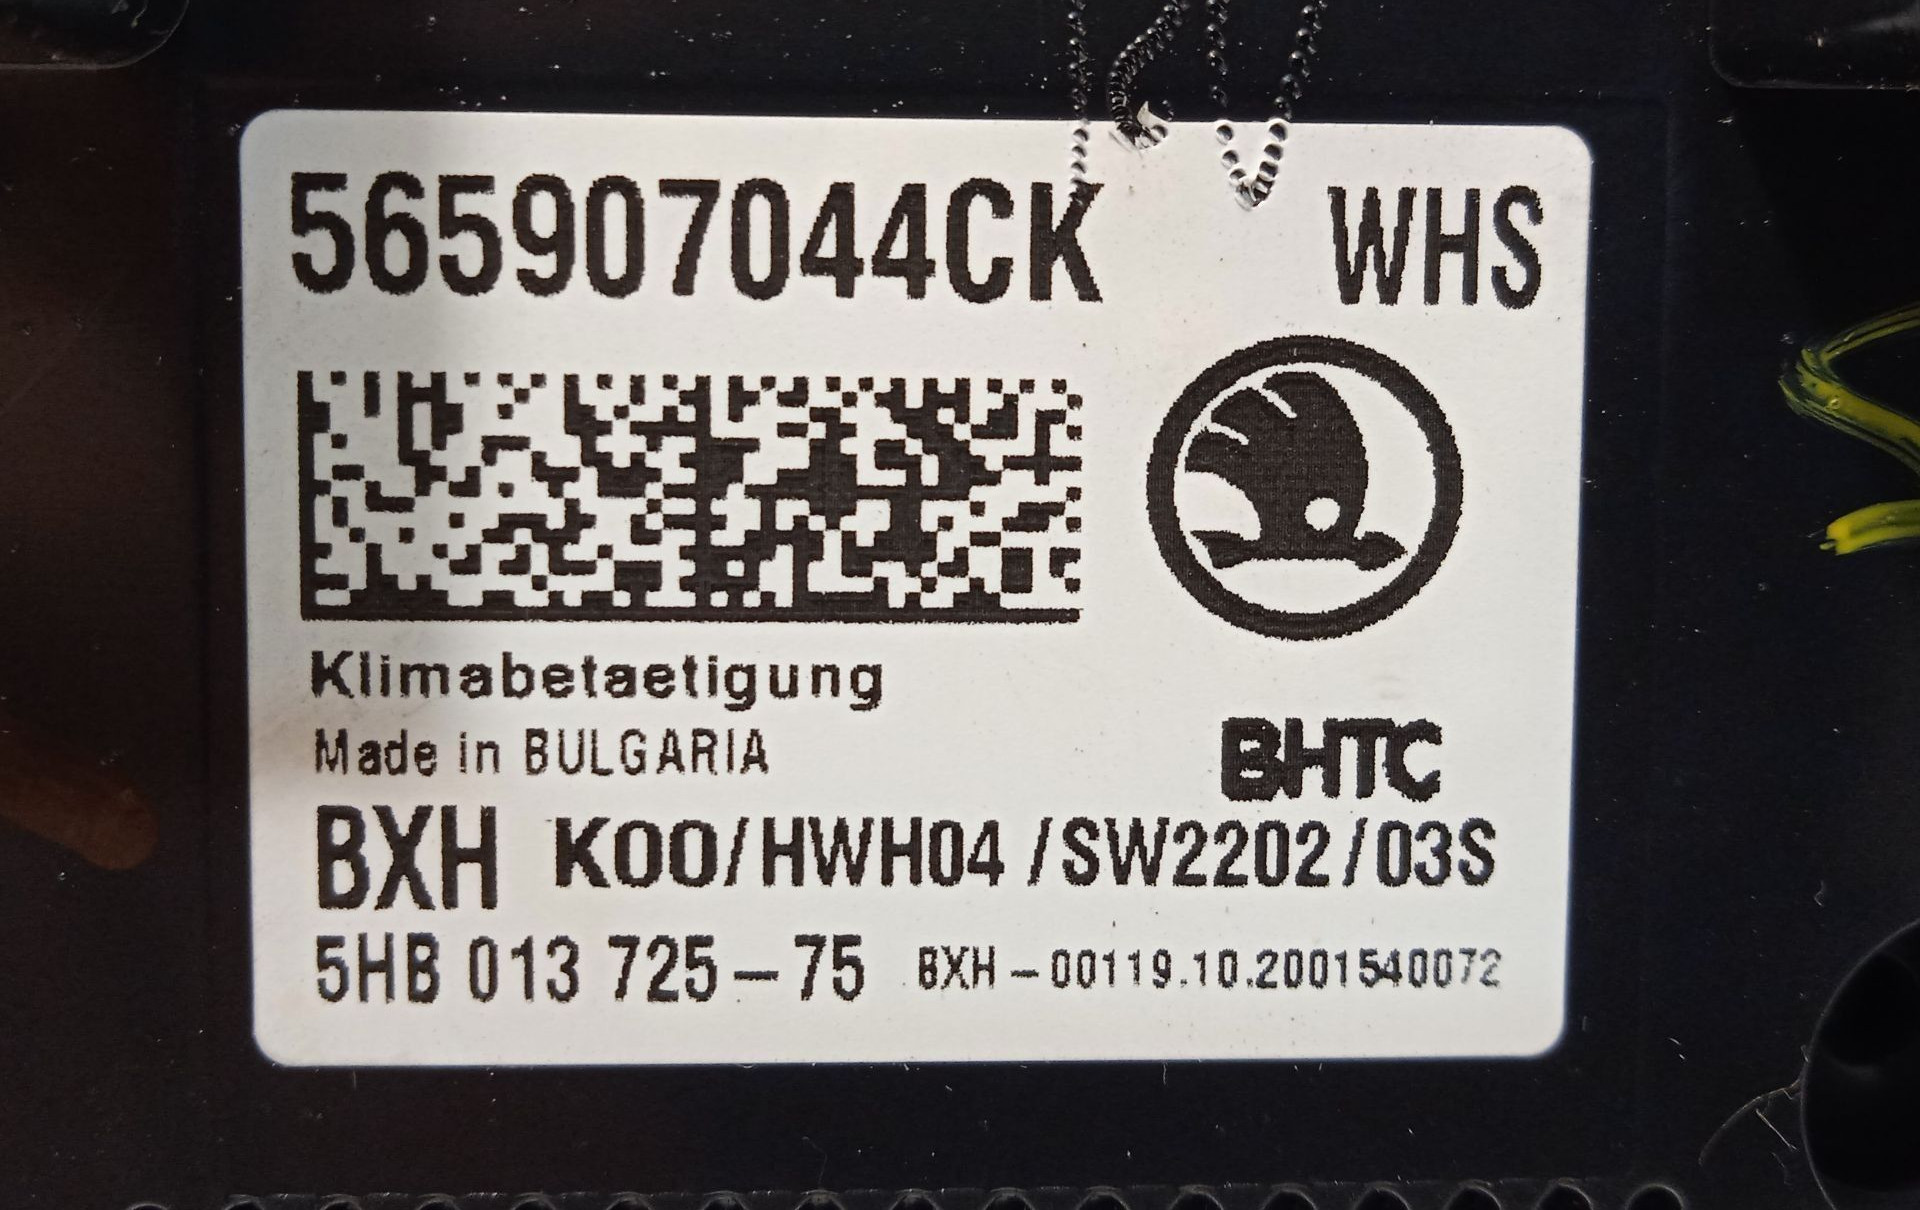 565907044CK WHS
Klimabetaetigung
Made in BULGARIA
BHTC
BXH K00/HWH04/SW2202/03S
5HB 013 725-75 BXH-00119.10.2001540072